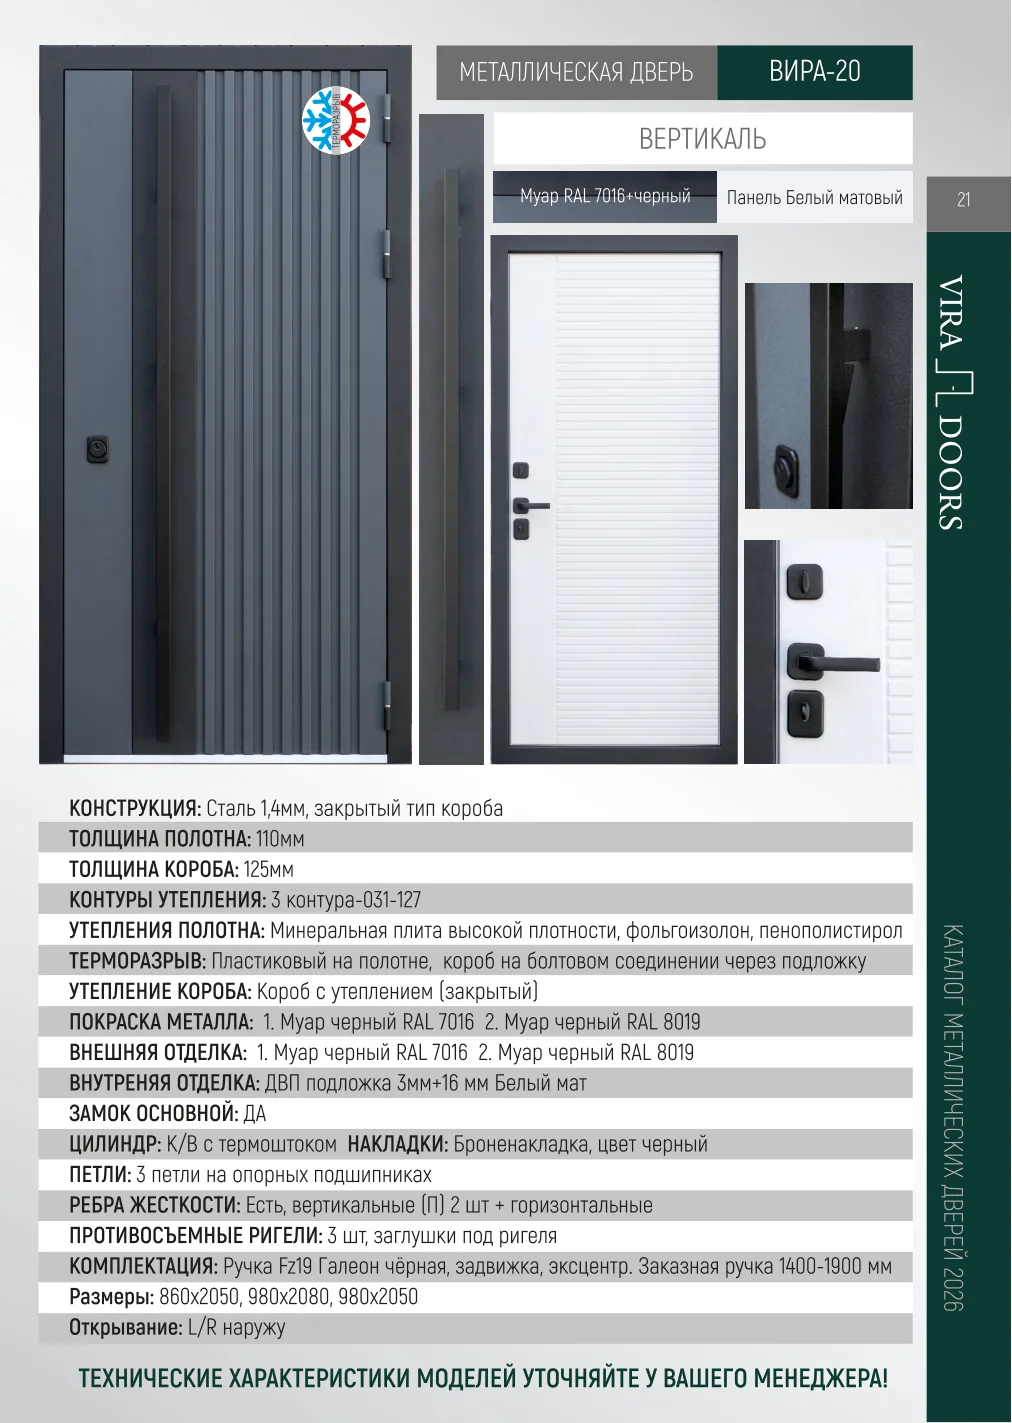 МЕТАЛЛИЧЕСКАЯ ДВЕРЬ
ВИРА-20
ТЕРМОРАЗРЫВ
ВЕРТИКАЛЬ
Муар RAL 7016+черный
Панель Белый матовый
21
VIRA DOORS
КОНСТРУКЦИЯ: Сталь 1,4мм, закрытый тип короба
ТОЛЩИНА ПОЛОТНА: 110мм
ТОЛЩИНА КОРОБА: 125мм
КОНТУРЫ УТЕПЛЕНИЯ: 3 контура-031-127
УТЕПЛЕНИЯ ПОЛОТНА: Минеральная плита высокой плотности, фольгоизолон, пенополистирол
ТЕРМОРАЗРЫВ: Пластиковый на полотне, короб на болтовом соединении через подложку
УТЕПЛЕНИЕ КОРОБА: Короб с утеплением (закрытый)
ПОКРАСКА МЕТАЛЛА: 1. Муар черный RAL 7016 2. Муар черный RAL 8019
ВНЕШНЯЯ ОТДЕЛКА: 1. Муар черный RAL 7016 2. Муар черный RAL 8019
ВНУТРЕНЯЯ ОТДЕЛКА: ДВП подложка 3мм+16 мм Белый мат
ЗАМОК ОСНОВНОЙ: ДА
ЦИЛИНДР: К/В с термоштоком НАКЛАДКИ: Броненакладка, цвет черный
ПЕТЛИ: 3 петли на опорных подшипниках
РЕБРА ЖЕСТКОСТИ: Есть, вертикальные (П) 2 шт + горизонтальные
ПРОТИВОСЪЕМНЫЕ РИГЕЛИ: 3 шт, заглушки под ригеля
КОМПЛЕКТАЦИЯ: Ручка Fz19 Галеон чёрная, задвижка, эксцентр. Заказная ручка 1400-1900 мм
Размеры: 860х2050, 980х2080, 980х2050
Открывание: L/R наружу
КАТАЛОГ МЕТАЛЛИЧЕСКИХ ДВЕРЕЙ 2026
ТЕХНИЧЕСКИЕ ХАРАКТЕРИСТИКИ МОДЕЛЕЙ УТОЧНЯЙТЕ У ВАШЕГО МЕНЕДЖЕРА!